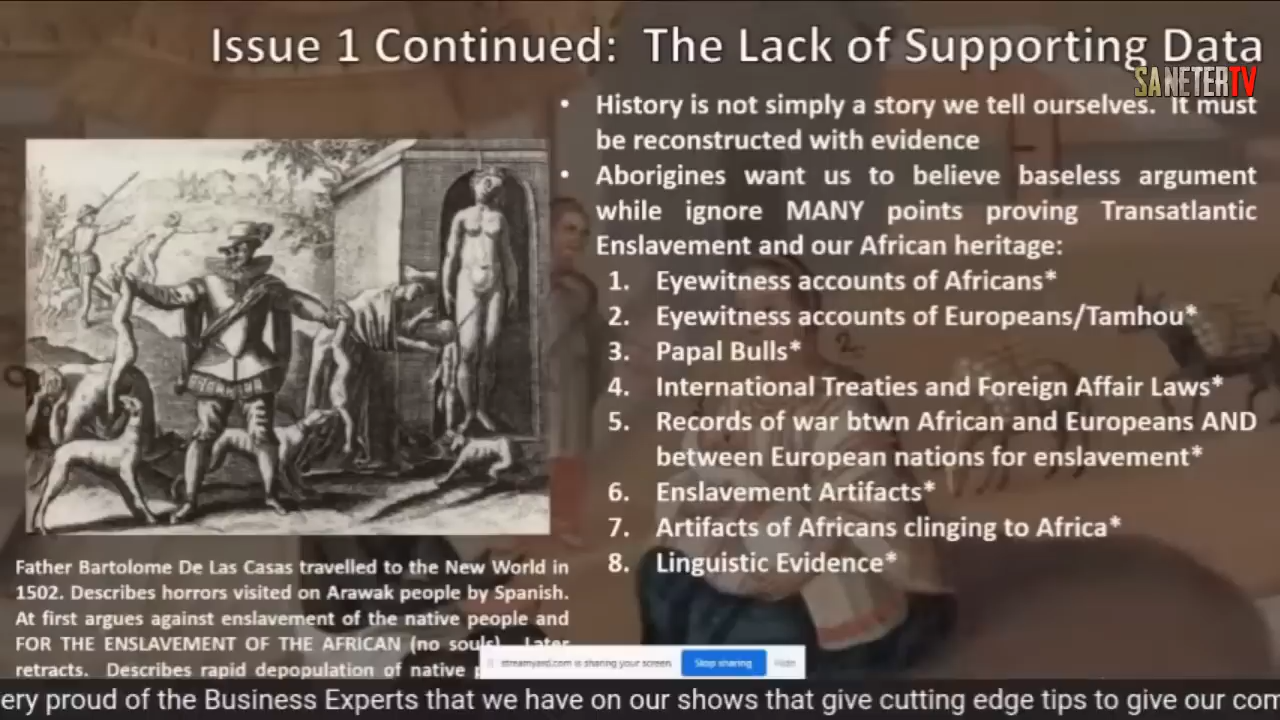 Issue 1 Continued: The Lack of Supporting Data
SANETERTV
• History is not simply a story we tell ourselves. It must
be reconstructed with evidence
• Aborigines want us to believe baseless argument
while ignore MANY points proving Transatlantic
Enslavement and our African heritage:
1. Eyewitness accounts of Africans*
2. Eyewitness accounts of Europeans/Tamhou*
3. Papal Bulls*
4. International Treaties and Foreign Affair Laws*
5. Records of war btwn African and Europeans AND
between European nations for enslavement*
6. Enslavement Artifacts*
7. Artifacts of Africans clinging to Africa*
8. Linguistic Evidence*
Father Bartolome De Las Casas travelled to the New World in
1502. Describes horrors visited on Arawak people by Spanish.
At first argues against enslavement of the native people and
FOR THE ENSLAVEMENT OF THE AFRICAN (no souls). Later
retracts. Describes rapid depopulation of native
streamyard.com is sharing your screen.
Stop sharing
Hide
ery proud of the Business Experts that we have on our shows that give cutting edge tips to give our com